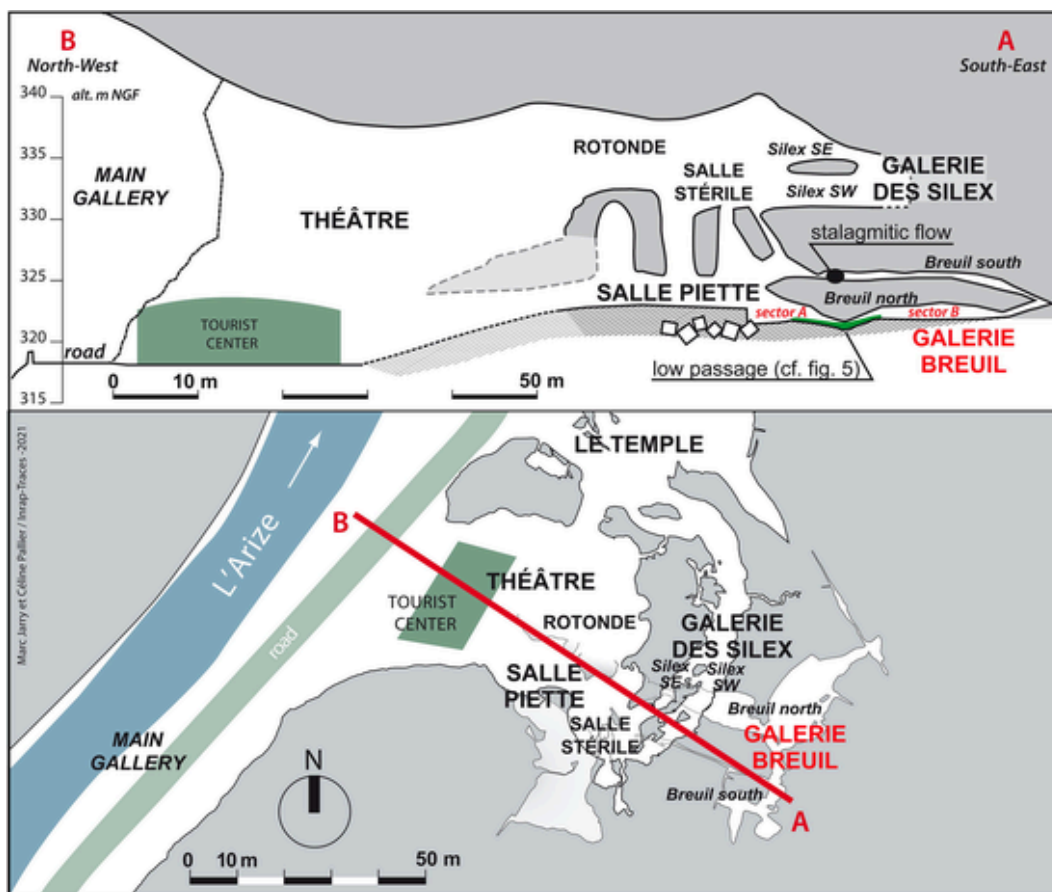 B
North-West
A
South-East
340
alt. m NGF
335
330
325
320
315
MAIN
GALLERY
THÉÂTRE
ROTONDE
SALLE
STÉRILE
Silex SE
Silex SW
GALERIE
DES SILEX
stalagmitic flow
Breuil south
SALLE PIETTE
Breuil north
sector A
sector B
GALERIE
BREUIL
TOURIST
CENTER
road
low passage (cf. fig. 5)
0 10 m 50 m
Marc Jarry et Céline Pallier / Inrap-Traces -2021
LE TEMPLE
L'Arize
B
road
THÉÂTRE
TOURIST
CENTER
ROTONDE
GALERIE
DES SILEX
SALLE
PIETTE
Silex
SE
Silex
SW
SALLE
STÉRILE
Breuil north
GALERIE
BREUIL
Breuil south
A
MAIN
GALLERY
N
0 10 m 50 m